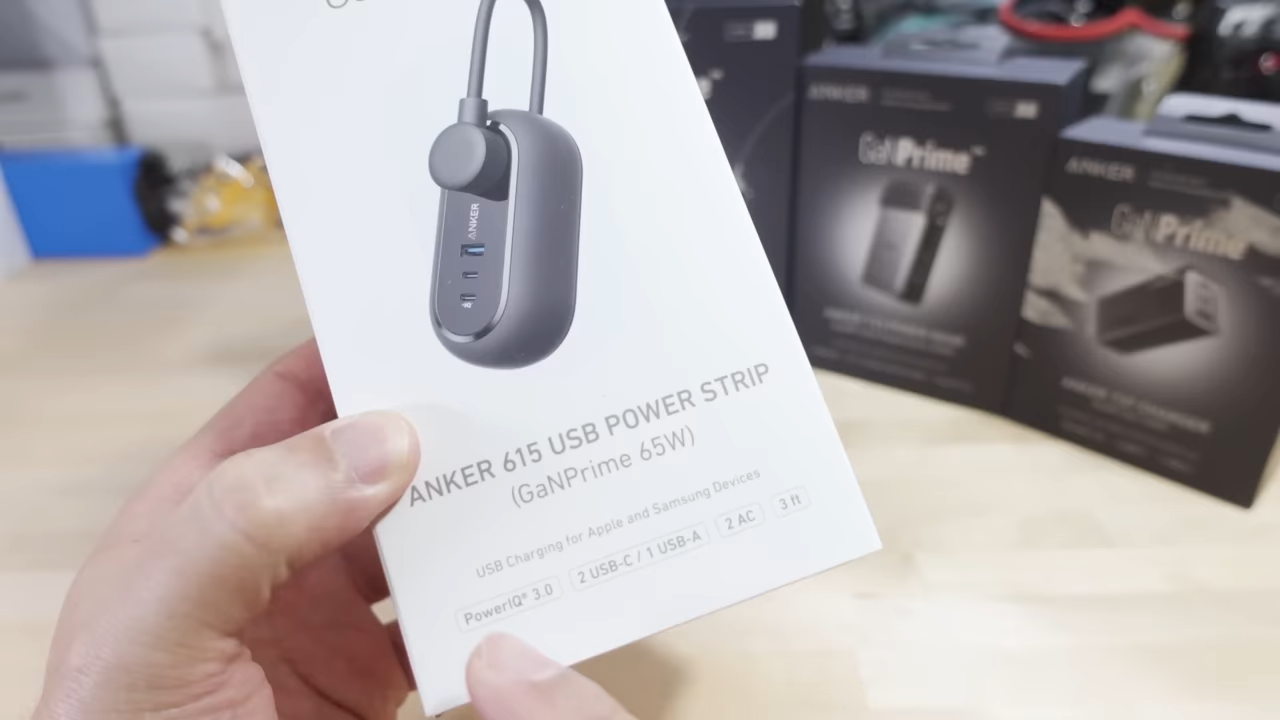 ANKER
ANKER 615 USB POWER STRIP
(GaNPrime 65W)
USB Charging for Apple and Samsung Devices
PowerIQ® 3.0
2 USB-C / 1 USB-A
2 AC
3 ft
ANKER
GaNPrime™
ANKER
GaNPrime